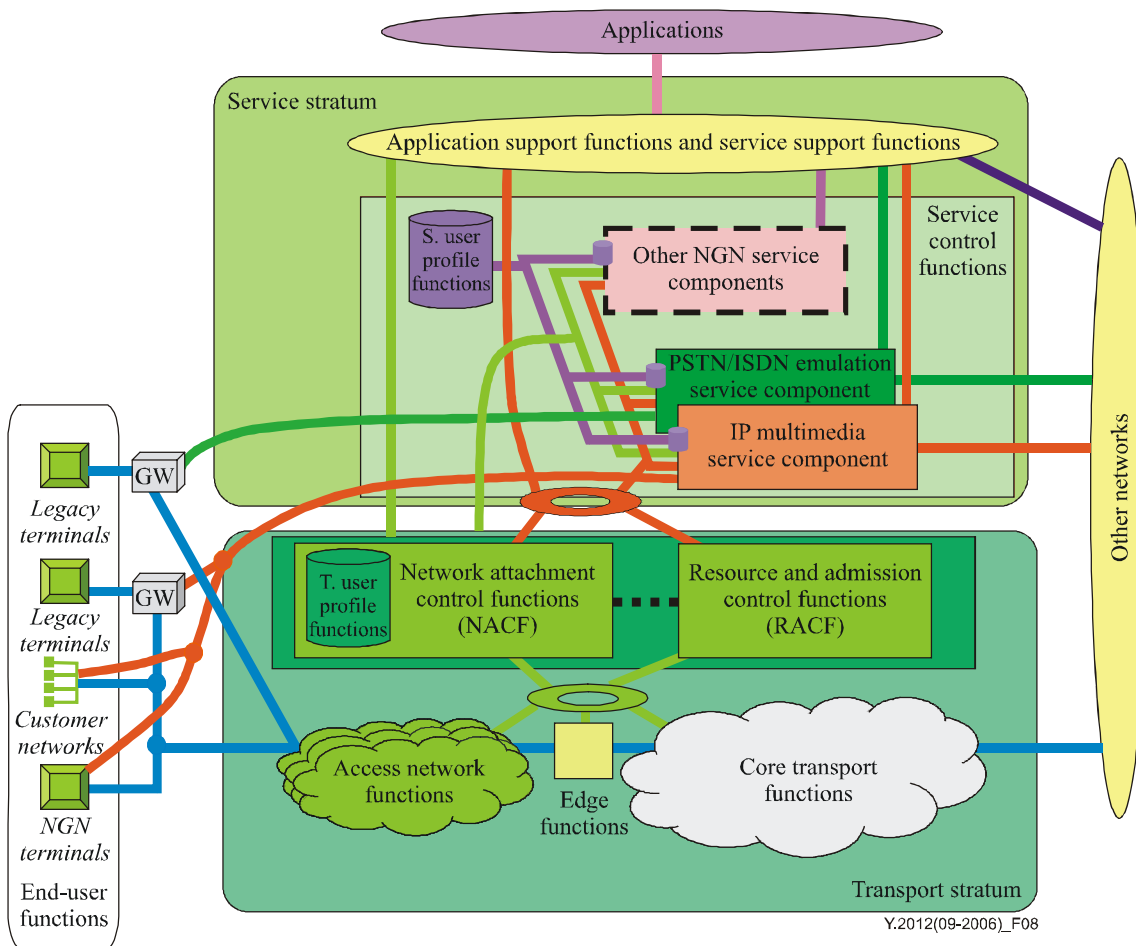 Applications
Service stratum
Application support functions and service support functions
S. user
profile
functions
Other NGN service
components
Service
control
functions
PSTN/ISDN emulation
service component
IP multimedia
service component
Other networks
GW
Legacy
terminals
GW
Legacy
terminals
Customer
networks
NGN
terminals
End-user
functions
T. user
profile
functions
Network attachment
control functions
(NACF)
Resource and admission
control functions
(RACF)
Access network
functions
Edge
functions
Core transport
functions
Transport stratum
Y.2012(09-2006)_F08